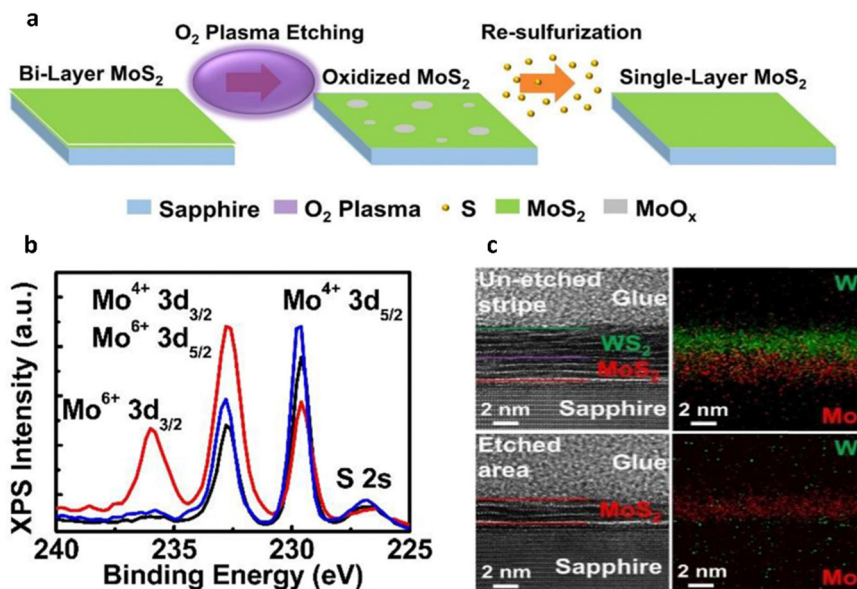 a
O₂ Plasma Etching
Re-sulfurization
Bi-Layer MoS₂
Oxidized MoS₂
Single-Layer MoS₂
Sapphire
O₂ Plasma
S
MoS₂
MoOₓ
b
XPS Intensity (a.u.)
Mo⁴⁺ 3d₃/₂
Mo⁶⁺ 3d₅/₂
Mo⁴⁺ 3d₅/₂
Mo⁶⁺ 3d₃/₂
S 2s
240 235 230 225
Binding Energy (eV)
c
Un-etched
stripe
Glue
WS₂
MoS₂
2 nm
Sapphire
W
2 nm
Mo
Etched
area
Glue
MoS₂
2 nm
Sapphire
W
2 nm
Mo